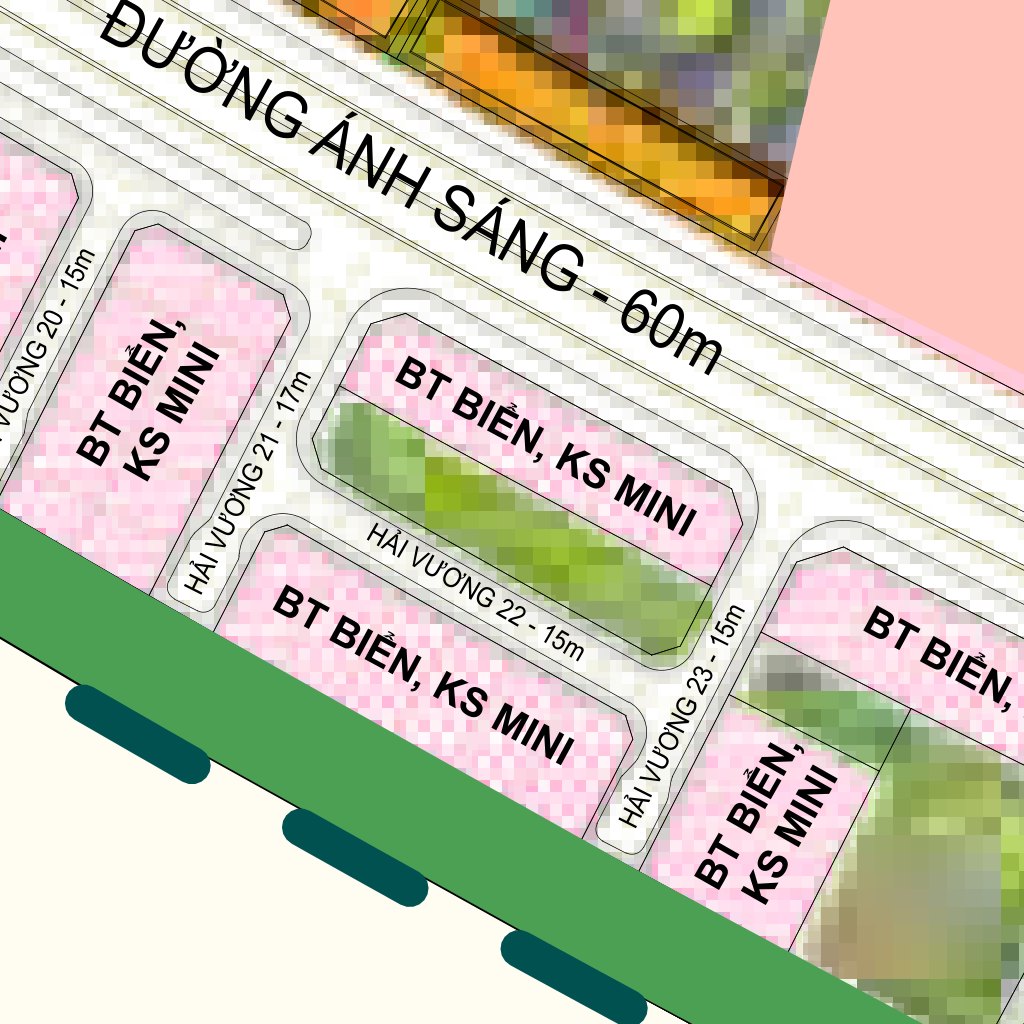 ĐƯỜNG ÁNH SÁNG - 60m
VƯƠNG 20 - 15m
BT BIỂN,
KS MINI
HẢI VƯƠNG 21 - 17m
BT BIỂN, KS MINI
HẢI VƯƠNG 22 - 15m
BT BIỂN, KS MINI
HẢI VƯƠNG 23 - 15m
BT BIỂN,
BT BIỂN,
KS MINI